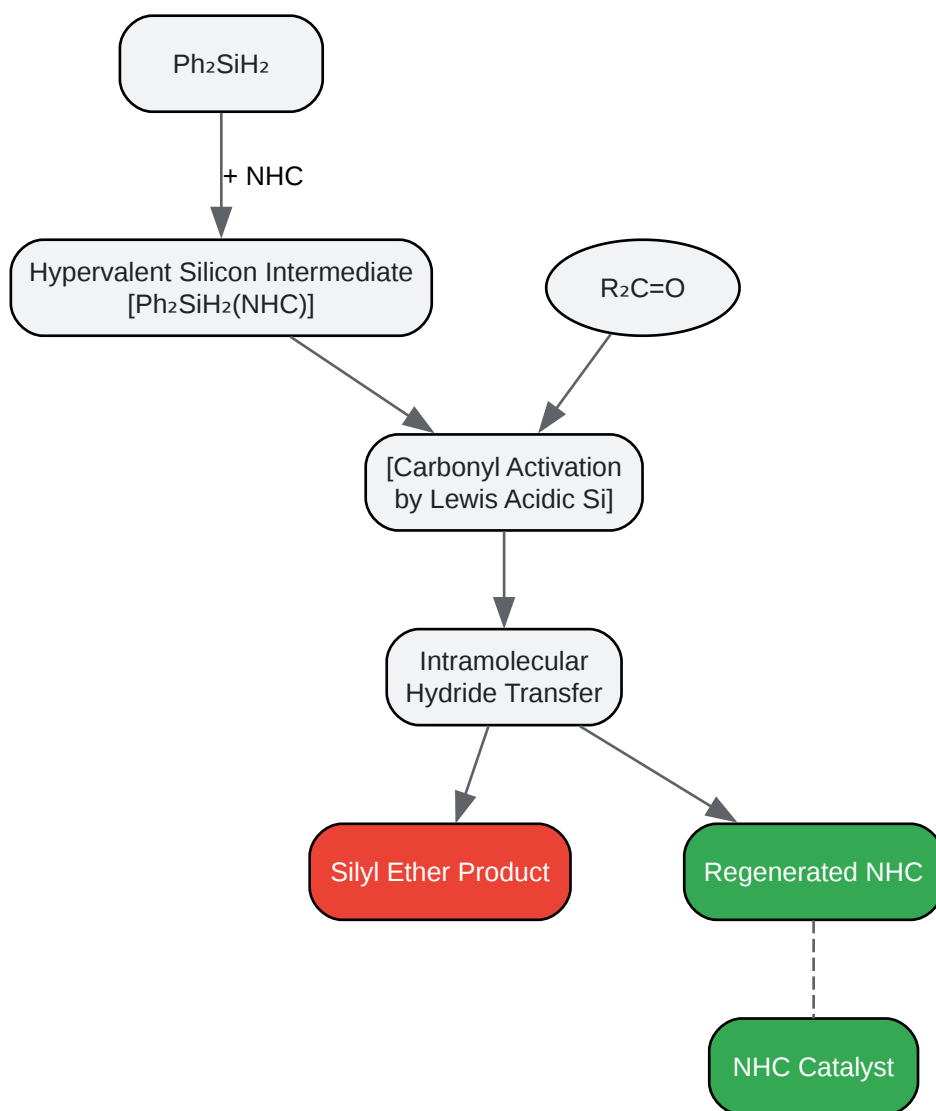 Ph₂SiH₂
+ NHC
Hypervalent Silicon Intermediate
[Ph₂SiH₂(NHC)]
R₂C=O
[Carbonyl Activation
by Lewis Acidic Si]
Intramolecular
Hydride Transfer
Silyl Ether Product
Regenerated NHC
NHC Catalyst